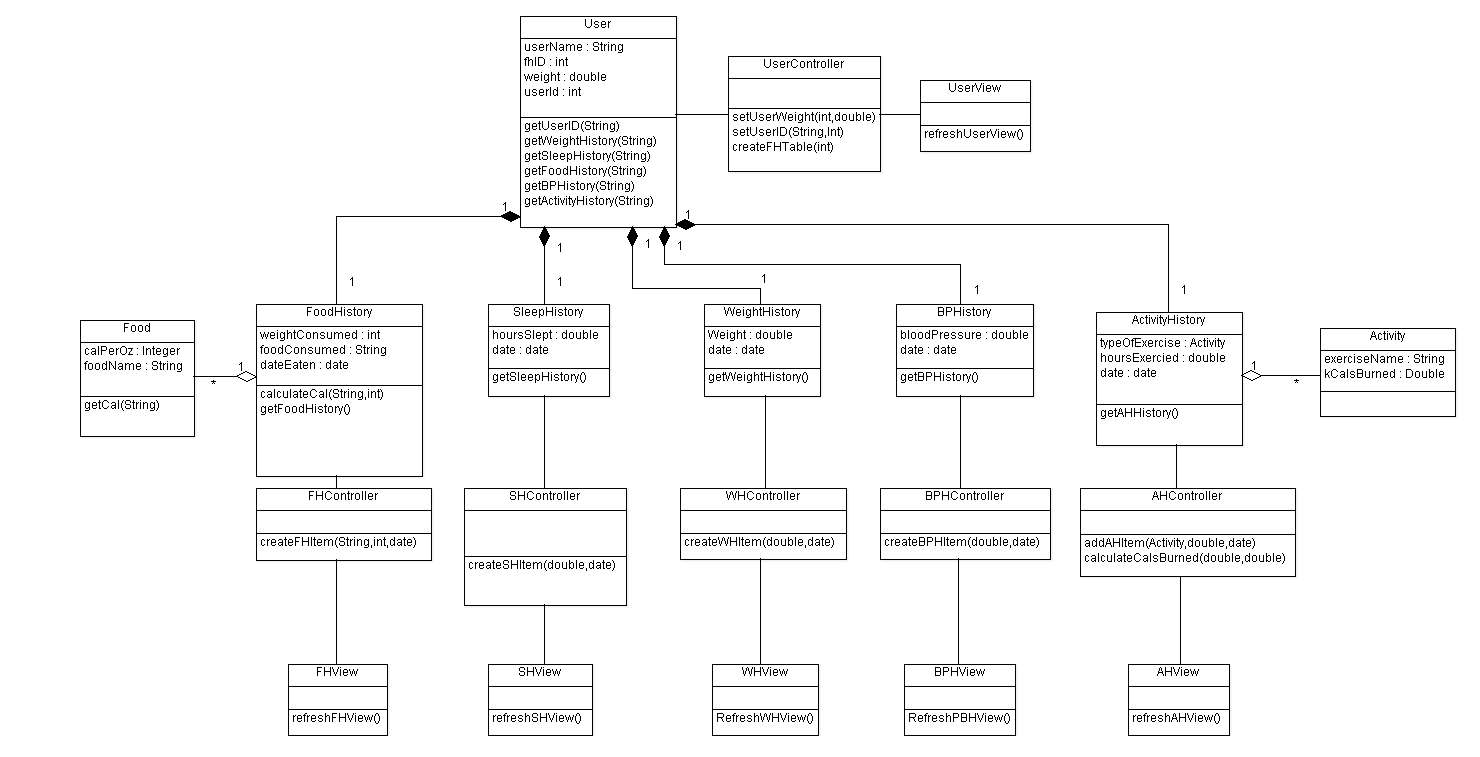 User
userName : String
fhID : int
weight : double
userId : int
getUserID(String)
getWeightHistory(String)
getSleepHistory(String)
getFoodHistory(String)
getBPHistory(String)
getActivityHistory(String)
UserController
setUserWeight(int,double)
setUserID(String,Int)
createFHTable(int)
UserView
refreshUserView()
1
1
1
1
1
1
1
1
1
1
Food
calPerOz : Integer
foodName : String
getCal(String)
*
1
FoodHistory
weightConsumed : int
foodConsumed : String
dateEaten : date
calculateCal(String,int)
getFoodHistory()
SleepHistory
hoursSlept : double
date : date
getSleepHistory()
WeightHistory
Weight : double
date : date
getWeightHistory()
BPHistory
bloodPressure : double
date : date
getBPHistory()
ActivityHistory
typeOfExercise : Activity
hoursExercied : double
date : date
getAHHistory()
1
*
Activity
exerciseName : String
kCalsBurned : Double
FHController
createFHItem(String,int,date)
SHController
createSHItem(double,date)
WHController
createWHItem(double,date)
BPHController
createBPHItem(double,date)
AHController
addAHItem(Activity,double,date)
calculateCalsBurned(double,double)
FHView
refreshFHView()
SHView
refreshSHView()
WHView
RefreshWHView()
BPHView
RefreshPBHView()
AHView
refreshAHView()